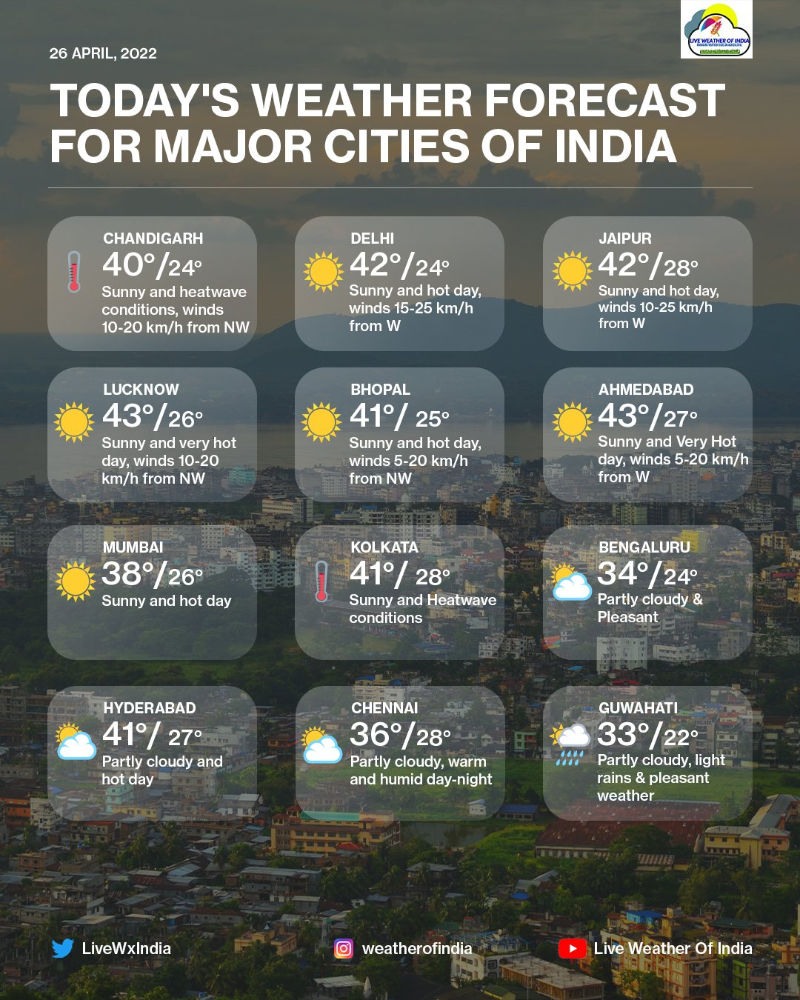 26 APRIL, 2022
LIVE WEATHER OF INDIA
TODAY'S WEATHER FORECAST
FOR MAJOR CITIES OF INDIA
CHANDIGARH
40°/24°
Sunny and heatwave
conditions, winds
10-20 km/h from NW
DELHI
42°/24°
Sunny and hot day,
winds 15-25 km/h
from W
JAIPUR
42°/28°
Sunny and hot day,
winds 10-25 km/h
from W
LUCKNOW
43°/26°
Sunny and very hot
day, winds 10-20
km/h from NW
BHOPAL
41°/ 25°
Sunny and hot day,
winds 5-20 km/h
from NW
AHMEDABAD
43°/27°
Sunny and Very Hot
day, winds 5-20 km/h
from W
MUMBAI
38°/26°
Sunny and hot day
KOLKATA
41°/ 28°
Sunny and Heatwave
conditions
BENGALURU
34°/24°
Partly cloudy &
Pleasant
HYDERABAD
41°/ 27°
Partly cloudy and
hot day
CHENNAI
36°/28°
Partly cloudy, warm
and humid day-night
GUWAHATI
33°/22°
Partly cloudy, light
rains & pleasant
weather
LiveWxIndia
weatherofindia
Live Weather Of India